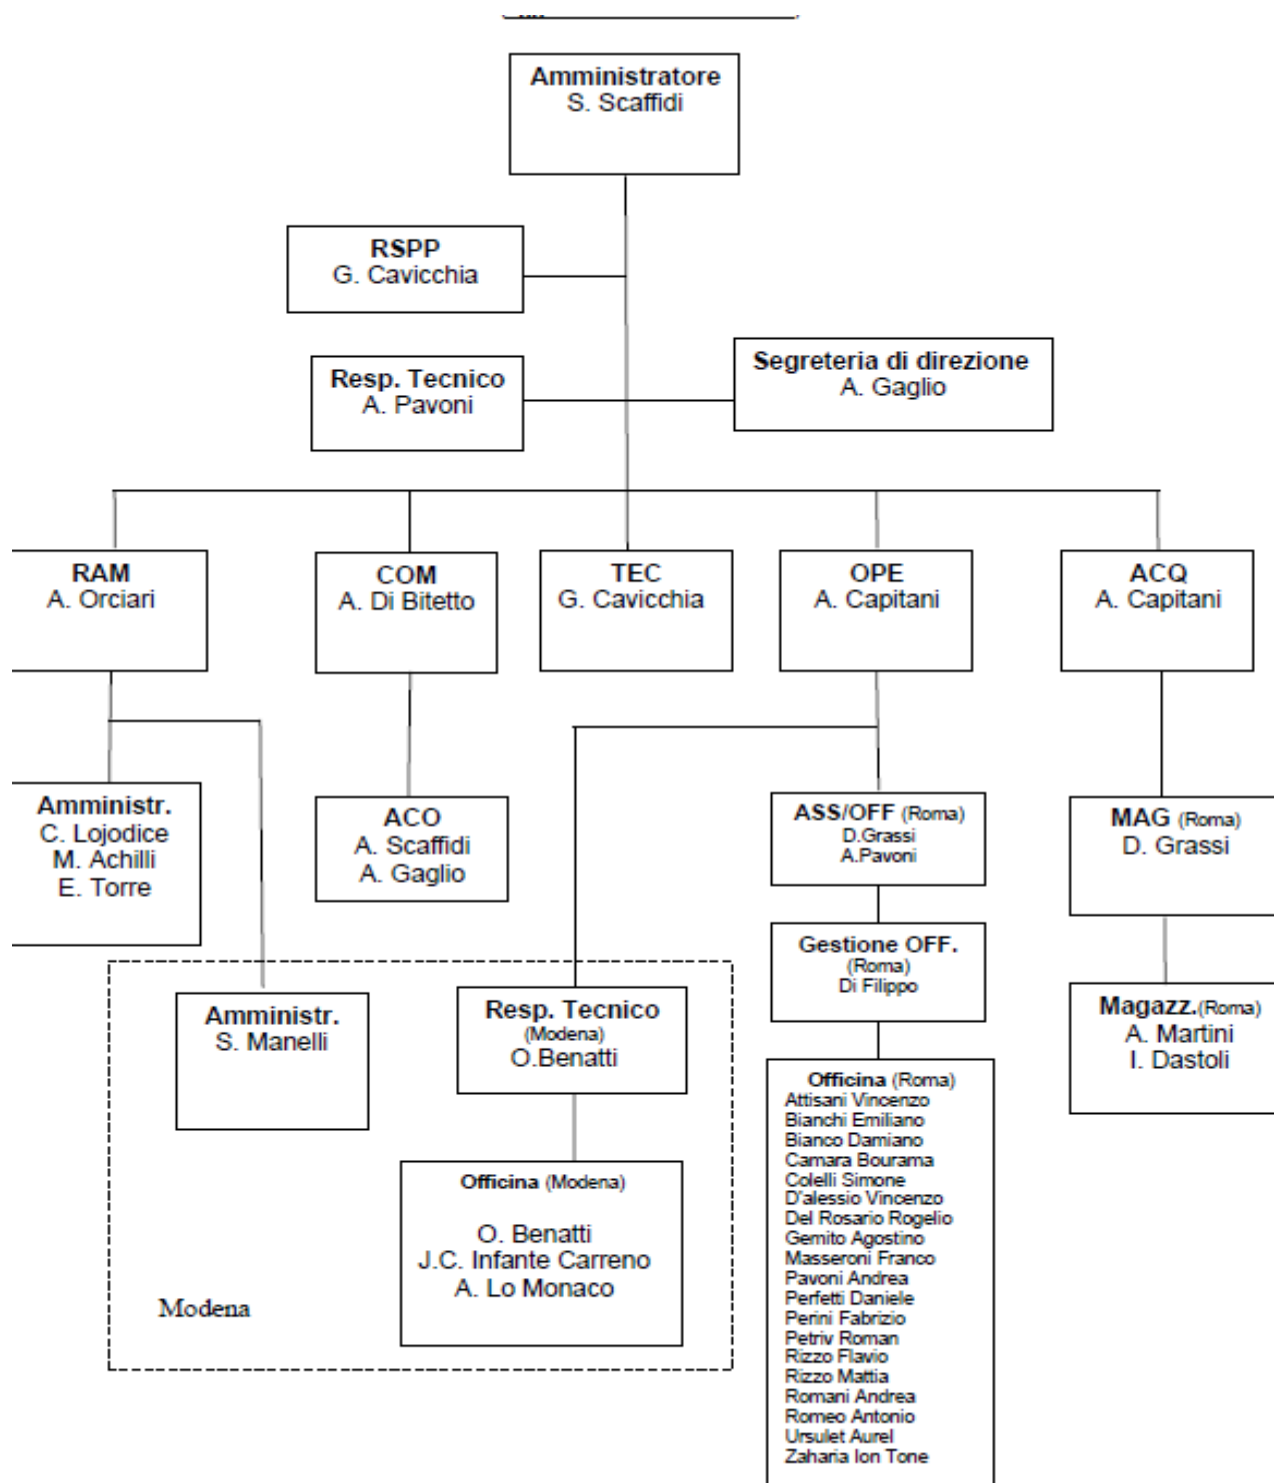 Amministratore
S. Scaffidi
RSPP
G. Cavicchia
Resp. Tecnico
A. Pavoni
Segreteria di direzione
A. Gaglio
RAM
A. Orciari
COM
A. Di Bitetto
TEC
G. Cavicchia
OPE
A. Capitani
ACQ
A. Capitani
Amministr.
C. Lojodice
M. Achilli
E. Torre
ACO
A. Scaffidi
A. Gaglio
ASS/OFF (Roma)
D.Grassi
A.Pavoni
MAG (Roma)
D. Grassi
Gestione OFF.
(Roma)
Di Filippo
Amministr.
S. Manelli
Resp. Tecnico
(Modena)
O.Benatti
Magazz.(Roma)
A. Martini
I. Dastoli
Officina (Modena)
O. Benatti
J.C. Infante Carreno
A. Lo Monaco
Modena
Officina (Roma)
Attisani Vincenzo
Bianchi Emiliano
Bianco Damiano
Camara Bourama
Colelli Simone
D'alessio Vincenzo
Del Rosario Rogelio
Gemito Agostino
Masseroni Franco
Pavoni Andrea
Perfetti Daniele
Perini Fabrizio
Petriv Roman
Rizzo Flavio
Rizzo Mattia
Romani Andrea
Romeo Antonio
Ursulet Aurel
Zaharia Ion Tone